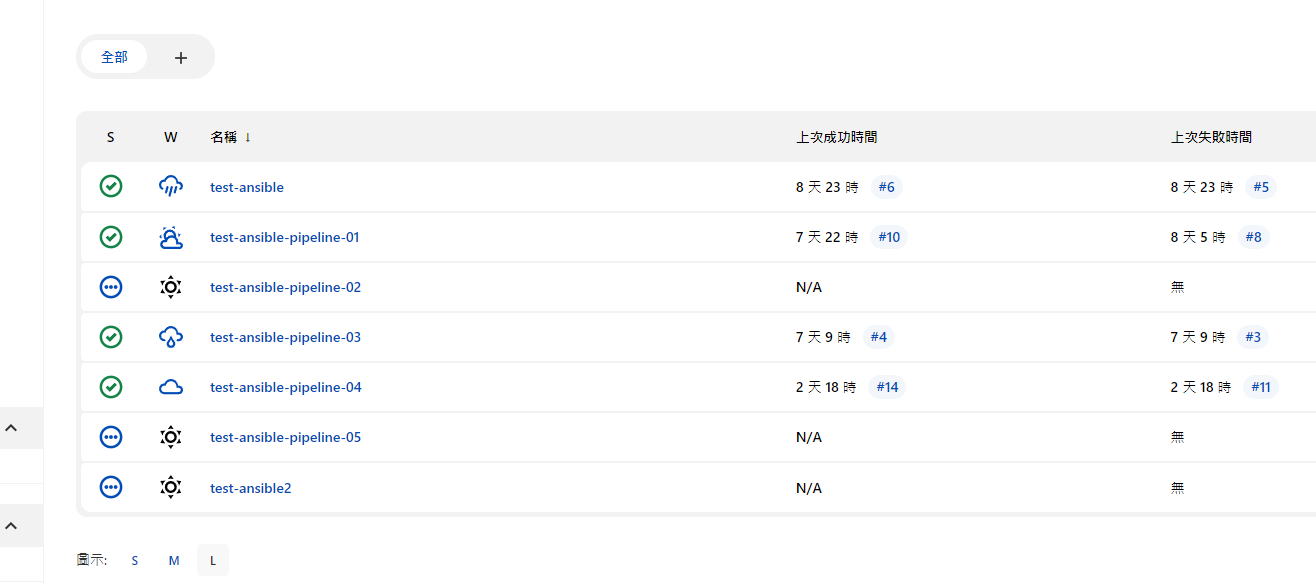 全部 +
S W 名稱 ↓ 上次成功時間 上次失敗時間
test-ansible 8 天 23 時 #6 8 天 23 時 #5
test-ansible-pipeline-01 7 天 22 時 #10 8 天 5 時 #8
test-ansible-pipeline-02 N/A 無
test-ansible-pipeline-03 7 天 9 時 #4 7 天 9 時 #3
test-ansible-pipeline-04 2 天 18 時 #14 2 天 18 時 #11
test-ansible-pipeline-05 N/A 無
test-ansible2 N/A 無
圖示: S M L